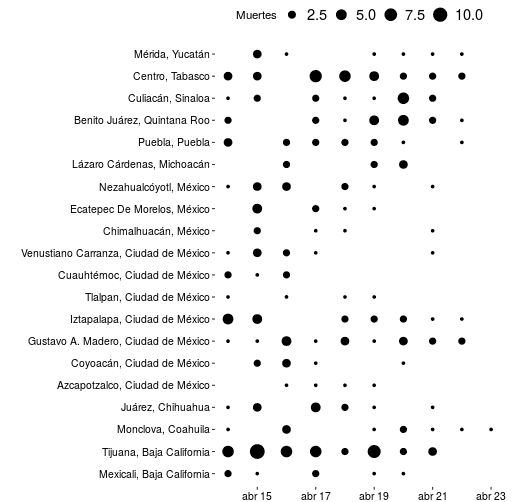 Muertes 2.5 5.0 7.5 10.0
Mérida, Yucatán
Centro, Tabasco
Culiacán, Sinaloa
Benito Juárez, Quintana Roo
Puebla, Puebla
Lázaro Cárdenas, Michoacán
Nezahualcóyotl, México
Ecatepec De Morelos, México
Chimalhuacán, México
Venustiano Carranza, Ciudad de México
Cuauhtémoc, Ciudad de México
Tlalpan, Ciudad de México
Iztapalapa, Ciudad de México
Gustavo A. Madero, Ciudad de México
Coyoacán, Ciudad de México
Azcapotzalco, Ciudad de México
Juárez, Chihuahua
Monclova, Coahuila
Tijuana, Baja California
Mexicali, Baja California
abr 15 abr 17 abr 19 abr 21 abr 23